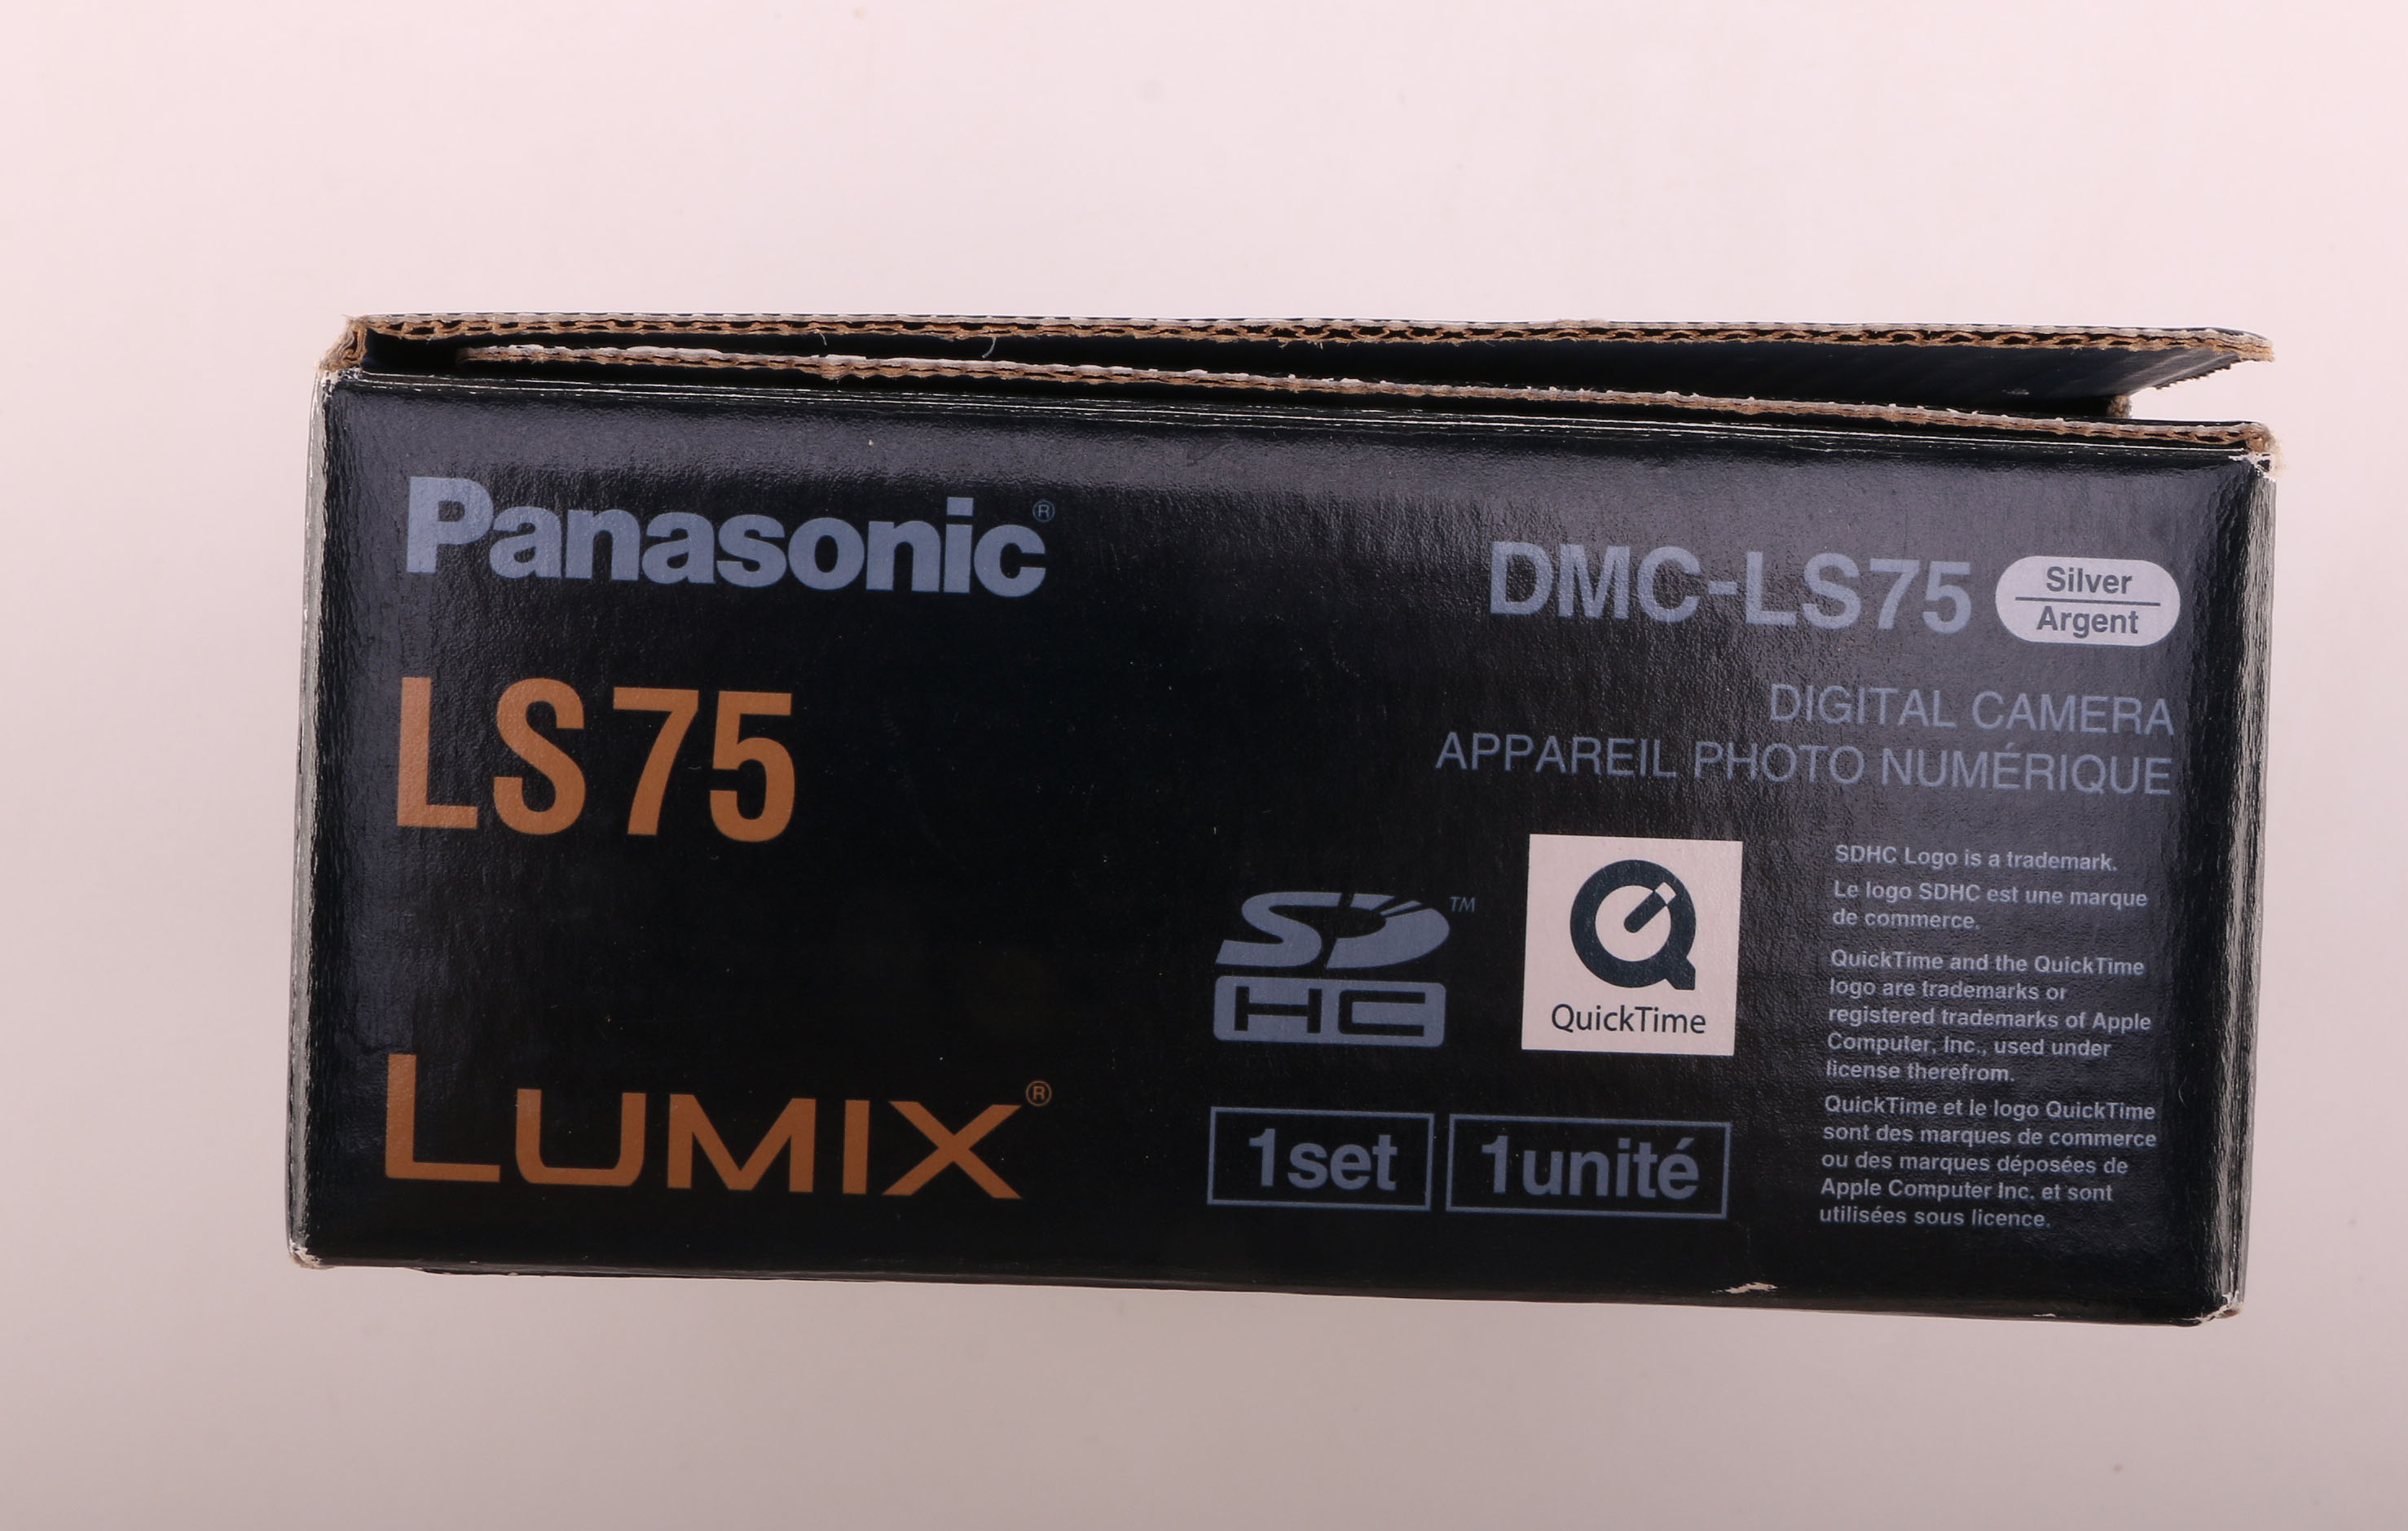 Panasonic®
LS75
LUMIX®
DMC-LS75
Silver
Argent
DIGITAL CAMERA
APPAREIL PHOTO NUMÉRIQUE
SD™
HC
QuickTime
1set
1unité
SDHC Logo is a trademark.
Le logo SDHC est une marque
de commerce.
QuickTime and the QuickTime
logo are trademarks or
registered trademarks of Apple
Computer, Inc., used under
license therefrom.
QuickTime et le logo QuickTime
sont des marques de commerce
ou des marques déposées de
Apple Computer Inc. et sont
utilisées sous licence.